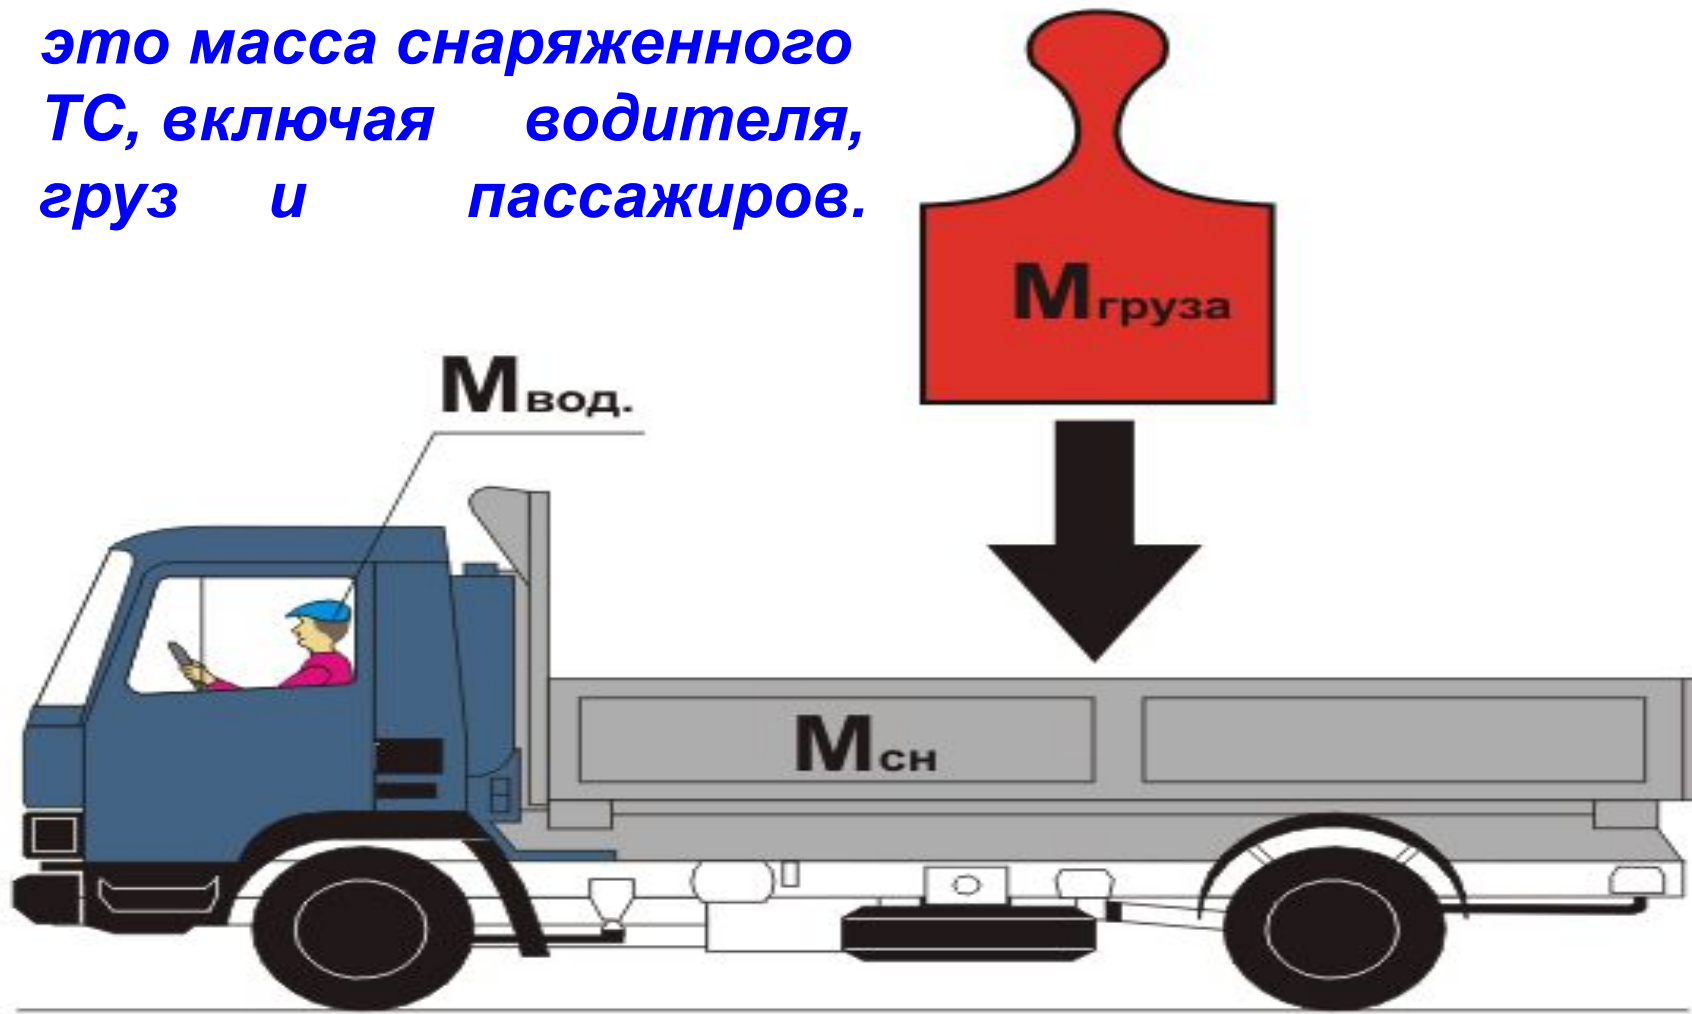 это масса снаряженного
ТС, включая водителя,
груз и пассажиров.
Мгруза
Мвод.
Мсн